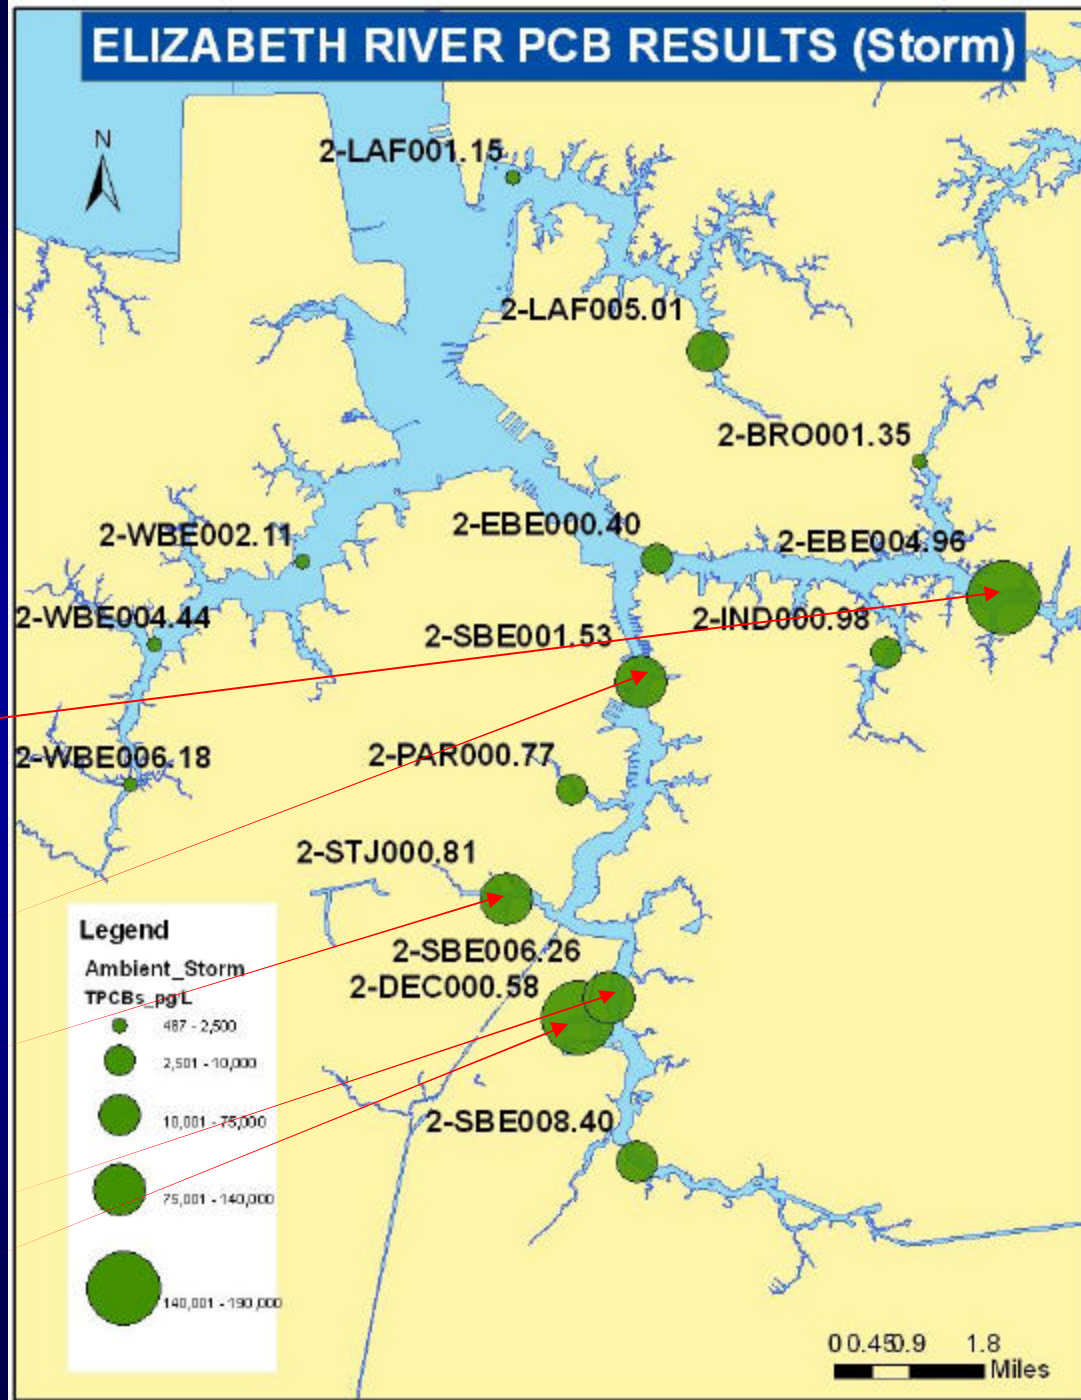 ELIZABETH RIVER PCB RESULTS (Storm)
N
2-LAF001.15
2-LAF005.01
2-BRO001.35
2-EBE000.40
2-WBE002.11
2-EBE004.96
2-WBE004.44
2-IND000.98
2-SBE001.53
2-WBE006.18
2-PAR000.77
2-STJ000.81
2-SBE006.26
2-DEC000.58
2-SBE008.40
Legend
Ambient_Storm
TPCBs_pg/L
487 - 2,500
2,501 - 10,000
10,001 - 75,000
75,001 - 140,000
140,001 - 190,000
0 0.45 0.9 1.8
Miles